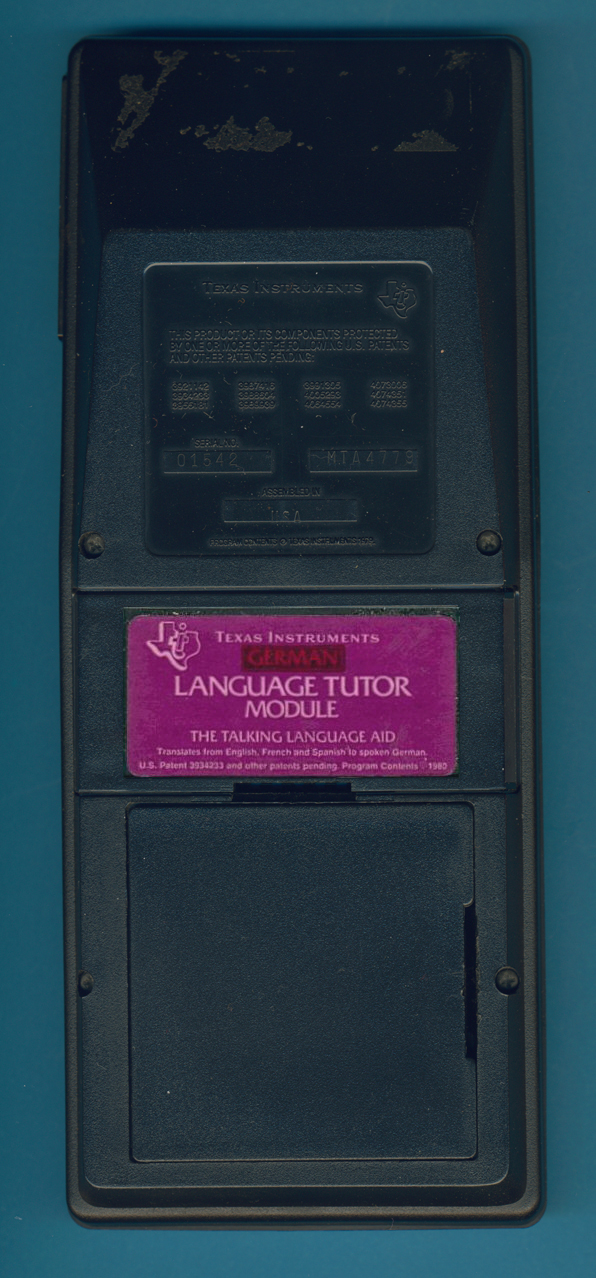 TEXAS INSTRUMENTS
THIS PRODUCT OR ITS COMPONENTS PROTECTED
BY ONE OR MORE OF THE FOLLOWING U.S. PATENTS
AND OTHER PATENTS PENDING:
SERIAL NO.
01542 MTA4779
ASSEMBLED IN
USA
TEXAS INSTRUMENTS
GERMAN
LANGUAGE TUTOR
MODULE
THE TALKING LANGUAGE AID
Translates from English, French and Spanish to spoken German.
U.S. Patent 3934233 and other patents pending. Program Contents © 1980